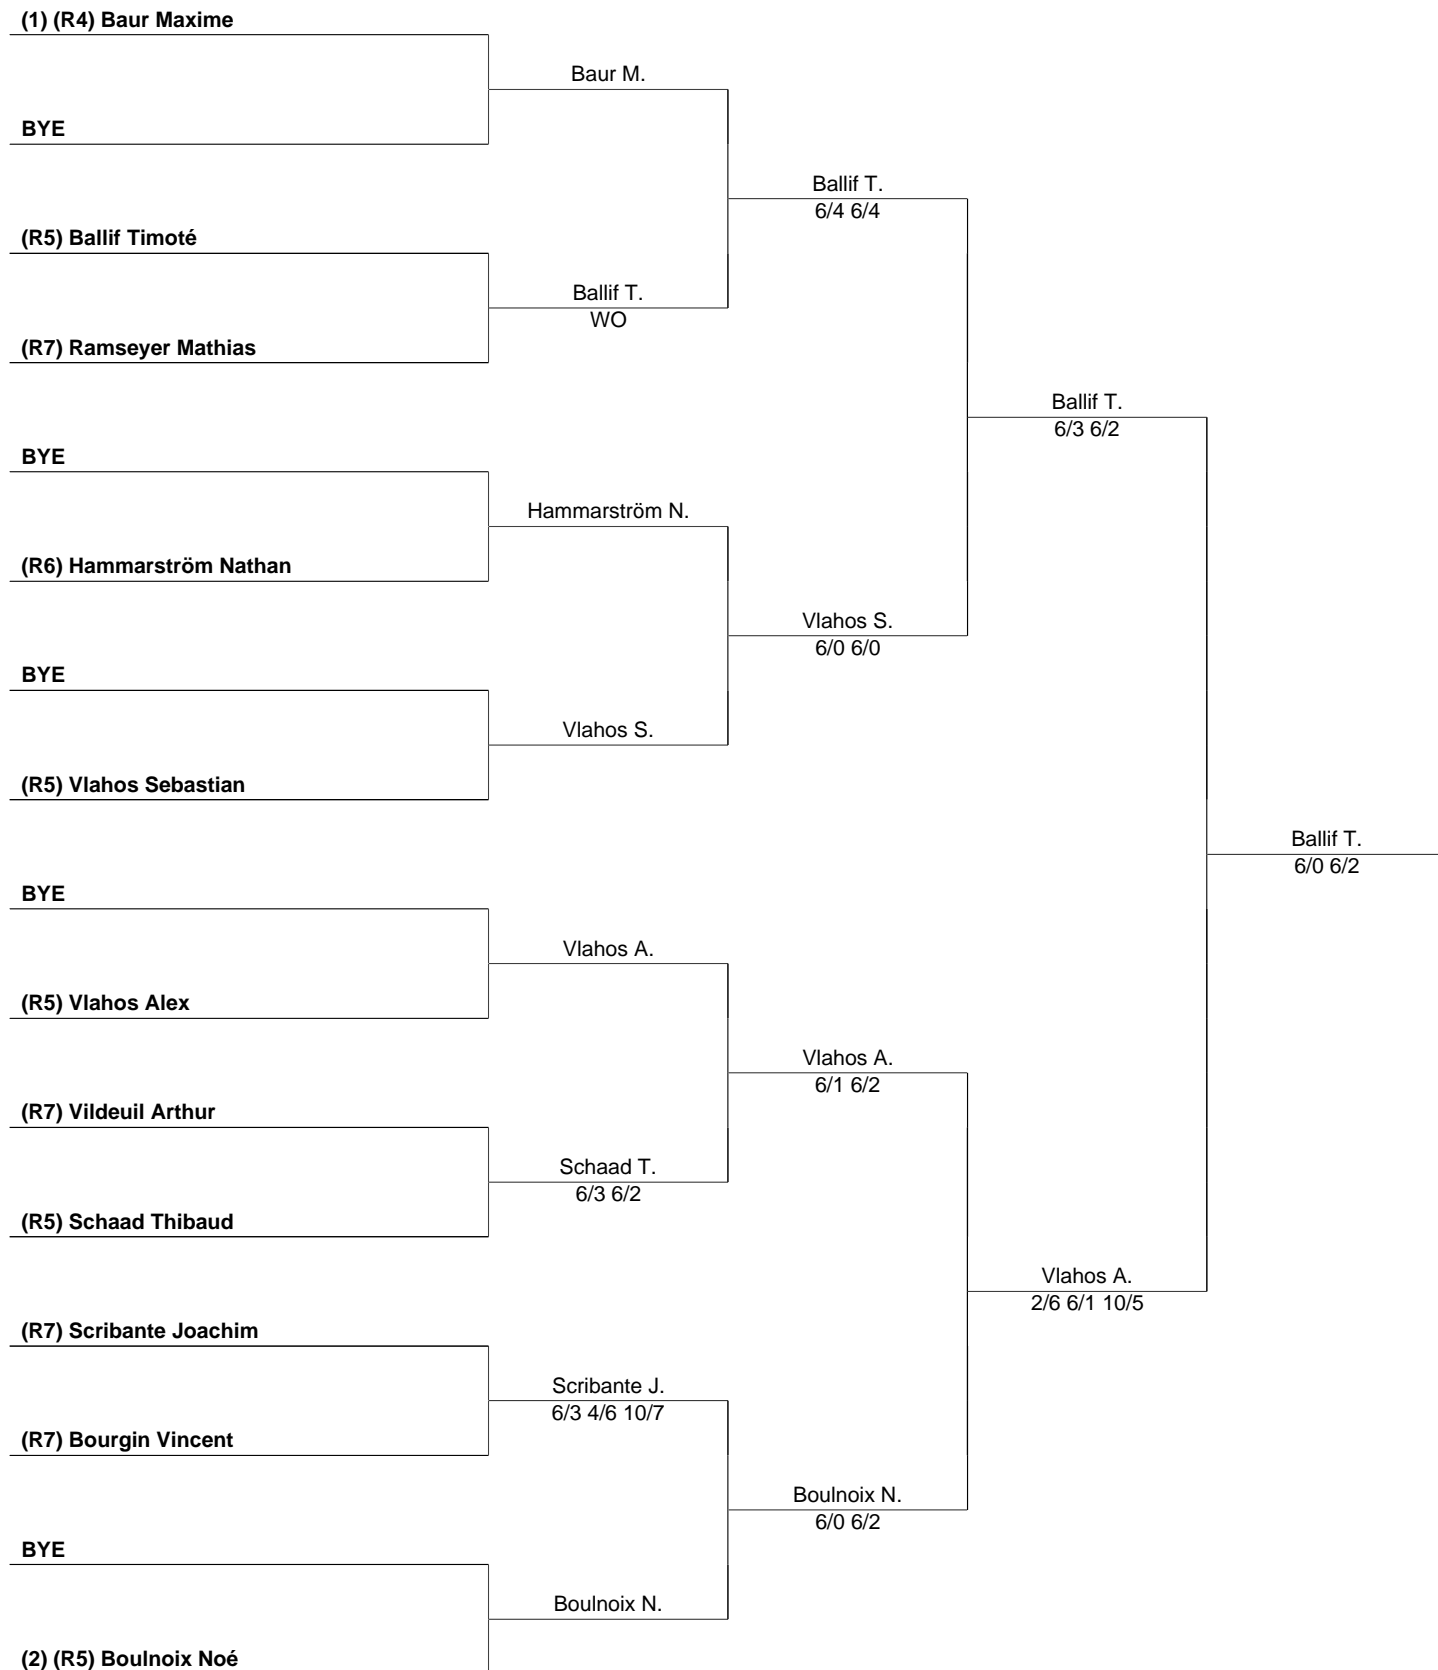 (1) (R4) Baur Maxime
Baur M.
BYE
Ballif T.
6/4 6/4
(R5) Ballif Timoté
Ballif T.
WO
(R7) Ramseyer Mathias
Ballif T.
6/3 6/2
BYE
Hammarström N.
(R6) Hammarström Nathan
Vlahos S.
6/0 6/0
BYE
Vlahos S.
(R5) Vlahos Sebastian
Ballif T.
6/0 6/2
BYE
Vlahos A.
(R5) Vlahos Alex
Vlahos A.
6/1 6/2
(R7) Vildeuil Arthur
Schaad T.
6/3 6/2
(R5) Schaad Thibaud
Vlahos A.
2/6 6/1 10/5
(R7) Scribante Joachim
Scribante J.
6/3 4/6 10/7
(R7) Bourgin Vincent
Boulnoix N.
6/0 6/2
BYE
Boulnoix N.
(2) (R5) Boulnoix Noé